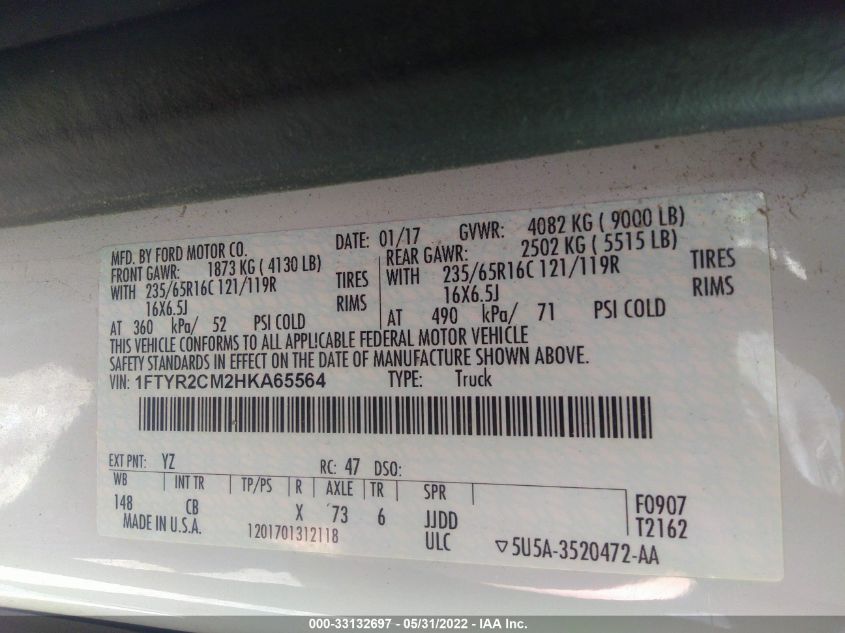 MFD. BY FORD MOTOR CO. DATE: 01/17 GVWR: 4082 KG ( 9000 LB)
FRONT GAWR: 1873 KG ( 4130 LB) REAR GAWR: 2502 KG ( 5515 LB)
WITH 235/65R16C 121/119R TIRES WITH 235/65R16C 121/119R TIRES
16X6.5J RIMS 16X6.5J RIMS
AT 360 kPa/ 52 PSI COLD AT 490 kPa/ 71 PSI COLD
THIS VEHICLE CONFORMS TO ALL APPLICABLE FEDERAL MOTOR VEHICLE
SAFETY STANDARDS IN EFFECT ON THE DATE OF MANUFACTURE SHOWN ABOVE.
VIN: 1FTYR2CM2HKA65564 TYPE: Truck
EXT PNT: YZ RC: 47 DSO:
WB INT TR TP/PS R AXLE TR SPR
148 CB X 73 6 JJDD F0907
MADE IN U.S.A. 1201701312118 ULC T2162
▽5U5A-3520472-AA
000-33132697 - 05/31/2022 - IAA Inc.